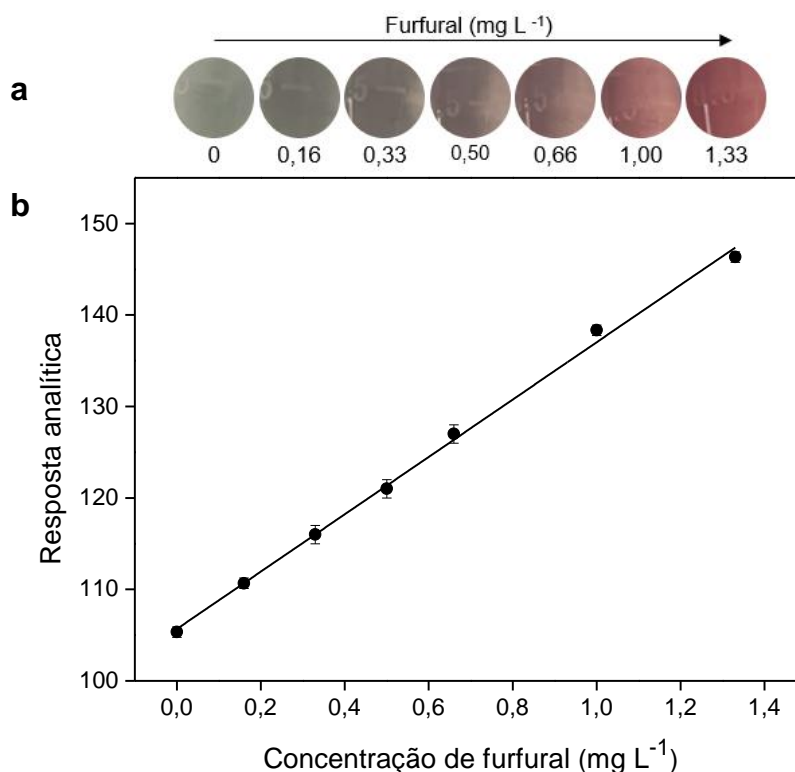 Furfural (mg L⁻¹)
a
0 0,16 0,33 0,50 0,66 1,00 1,33
b
150
140
130
120
110
100
Resposta analítica
0,0 0,2 0,4 0,6 0,8 1,0 1,2 1,4
Concentração de furfural (mg L⁻¹)